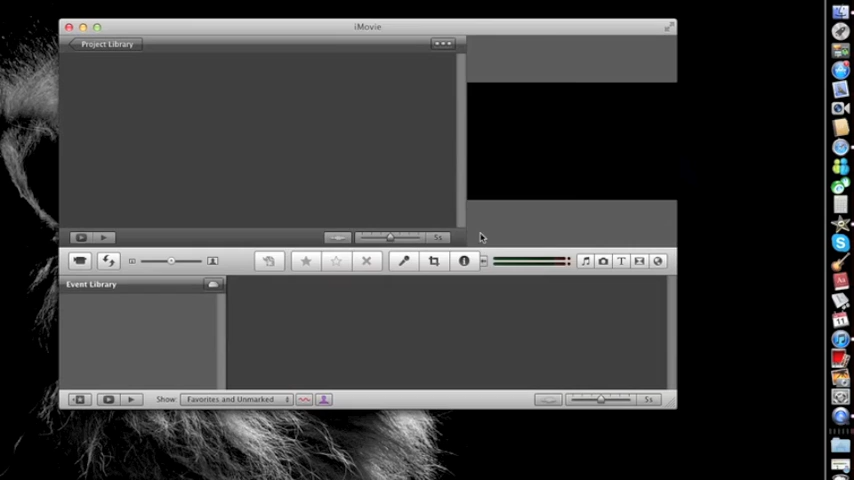 iMovie
Project Library
5s
Event Library
Show: Favorites and Unmarked
5s